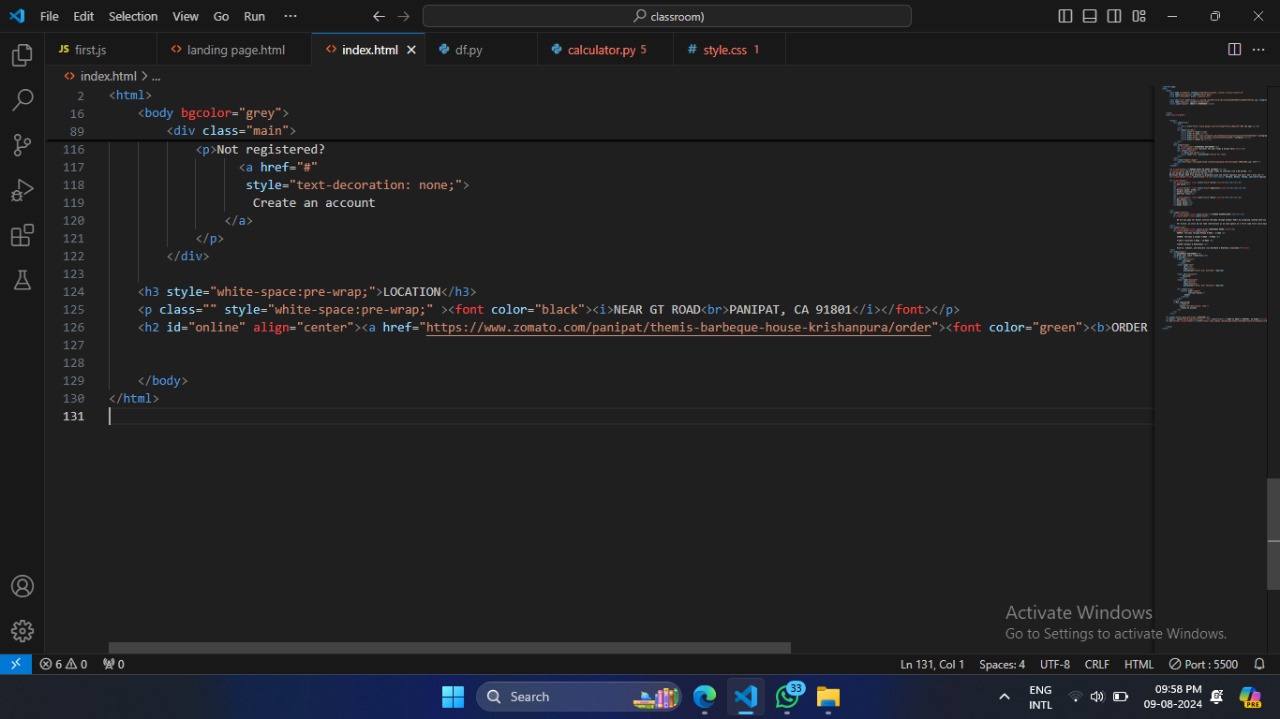 File Edit Selection View Go Run ··· classroom)
first.js landing page.html index.html df.py calculator.py 5 style.css 1
index.html > ...
2 <html>
16 <body bgcolor="grey">
89 <div class="main">
116 <p>Not registered?
117 <a href="#"
118 style="text-decoration: none;">
119 Create an account
120 </a>
121 </p>
122 </div>
123
124 <h3 style="white-space:pre-wrap;">LOCATION</h3>
125 <p class="" style="white-space:pre-wrap;" ><font color="black"><i>NEAR GT ROAD<br>PANIPAT, CA 91801</i></font></p>
126 <h2 id="online" align="center"><a href="https://www.zomato.com/panipat/themis-barbeque-house-krishanpura/order"><font color="green"><b>ORDER
127
128
129 </body>
130 </html>
131
Activate Windows
Go to Settings to activate Windows.
6 0 0 Ln 131, Col 1 Spaces: 4 UTF-8 CRLF HTML Port : 5500
Search 33 ENG INTL 09:58 PM 09-08-2024 PRE